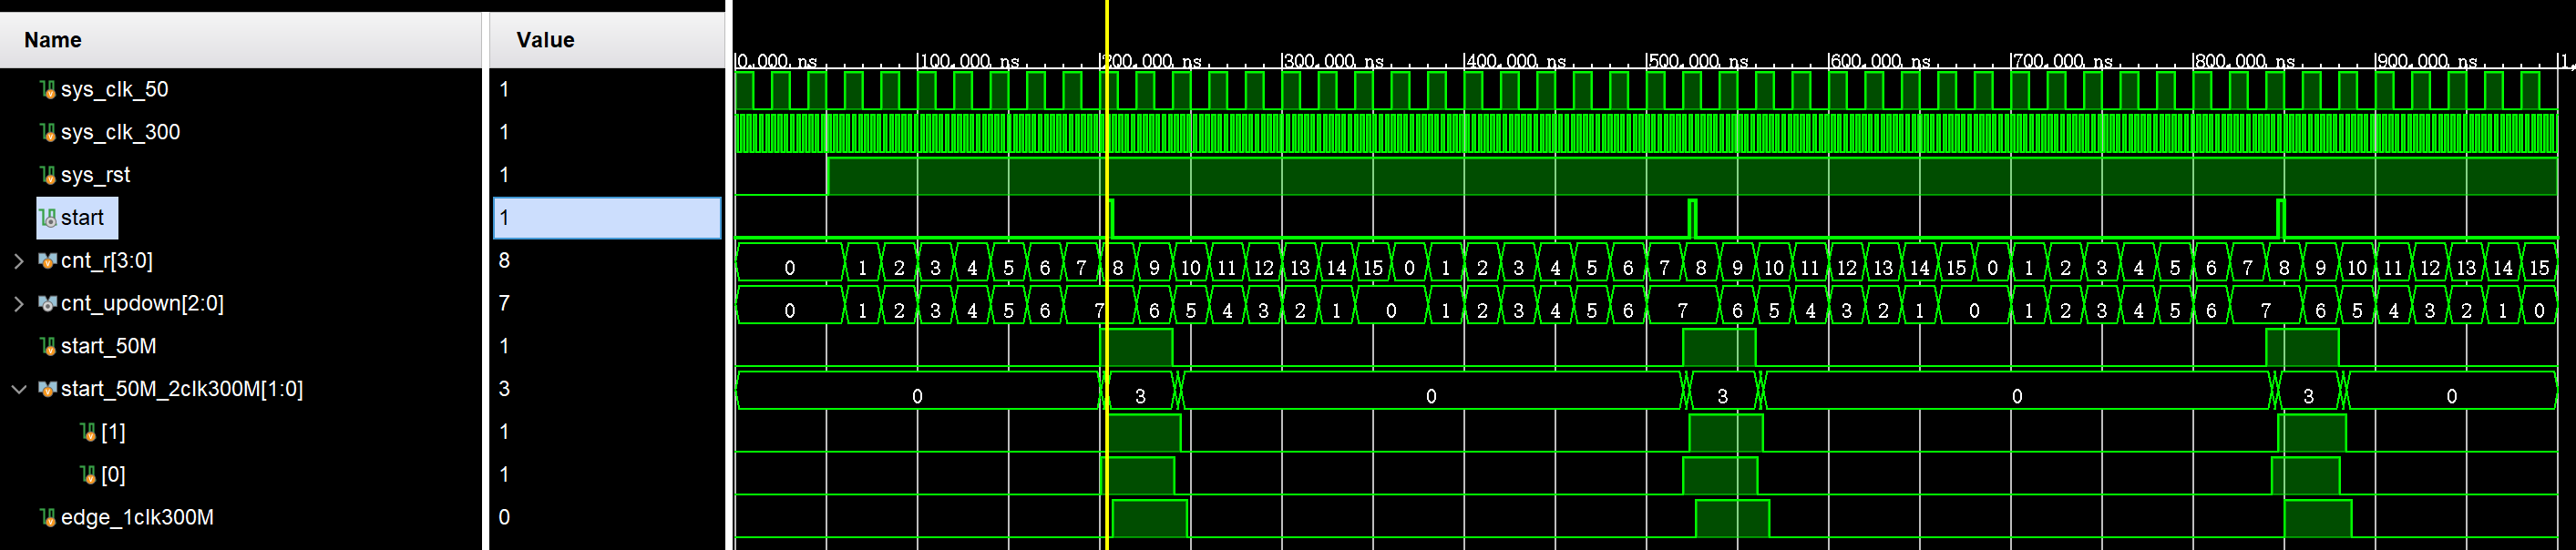 Name Value
0.000 ns 100.000 ns 200.000 ns 300.000 ns 400.000 ns 500.000 ns 600.000 ns 700.000 ns 800.000 ns 900.000 ns 1,
sys_clk_50 1
sys_clk_300 1
sys_rst 1
start 1
cnt_r[3:0] 8 0 1 2 3 4 5 6 7 8 9 10 11 12 13 14 15 0 1 2 3 4 5 6 7 8 9 10 11 12 13 14 15 0 1 2 3 4 5 6 7 8 9 10 11 12 13 14 15
cnt_updown[2:0] 7 0 1 2 3 4 5 6 7 6 5 4 3 2 1 0 1 2 3 4 5 6 7 6 5 4 3 2 1 0 1 2 3 4 5 6 7 6 5 4 3 2 1 0
start_50M 1
start_50M_2clk300M[1:0] 3 0 3 0 3 0 3 0
[1] 1
[0] 1
edge_1clk300M 0